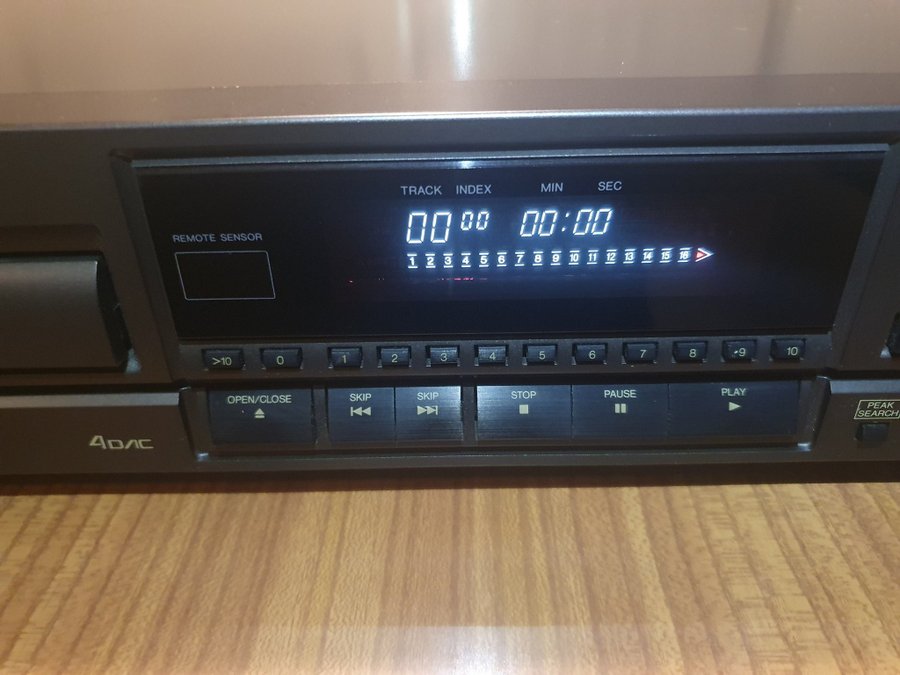 TRACK INDEX MIN SEC
00 00 00:00
REMOTE SENSOR
1 2 3 4 5 6 7 8 9 10 11 12 13 14 15 16
>10 0 1 2 3 4 5 6 7 8 9 10
OPEN/CLOSE SKIP SKIP STOP PAUSE PLAY
PEAK
SEARCH
4DAC